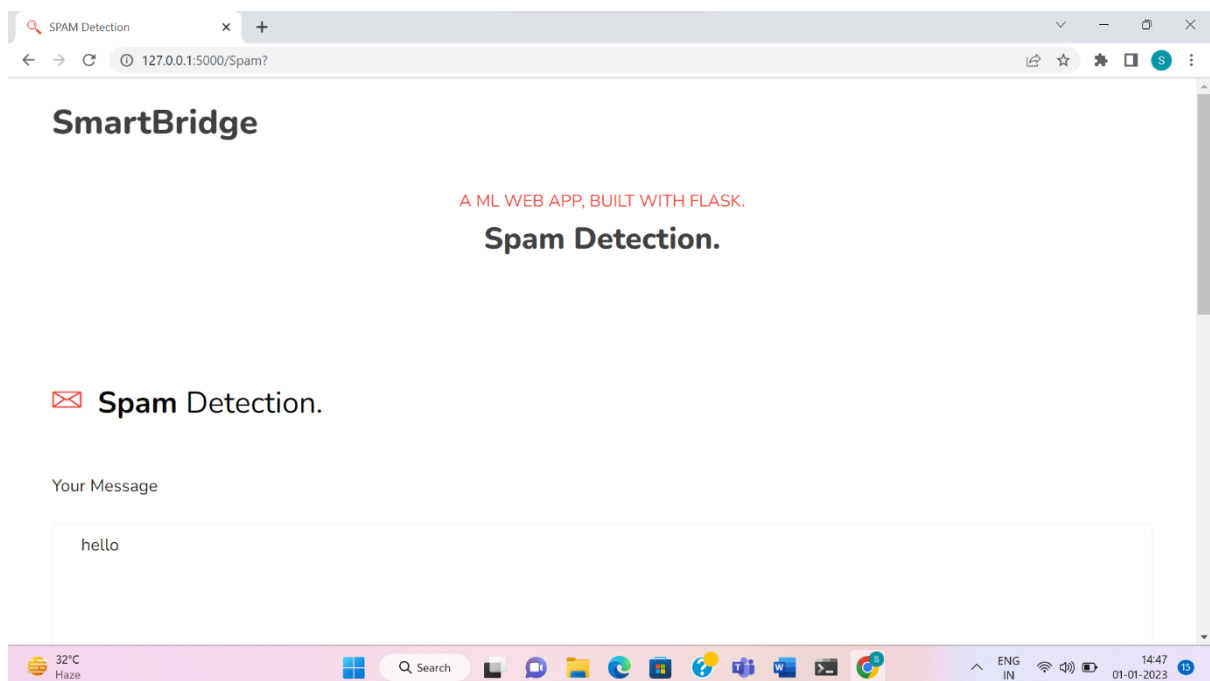 SPAM Detection
127.0.0.1:5000/Spam?
S
SmartBridge
A ML WEB APP, BUILT WITH FLASK.
Spam Detection.
Spam Detection.
Your Message
hello
32°C
Haze
Search
S
ENG
IN
14:47
01-01-2023
15